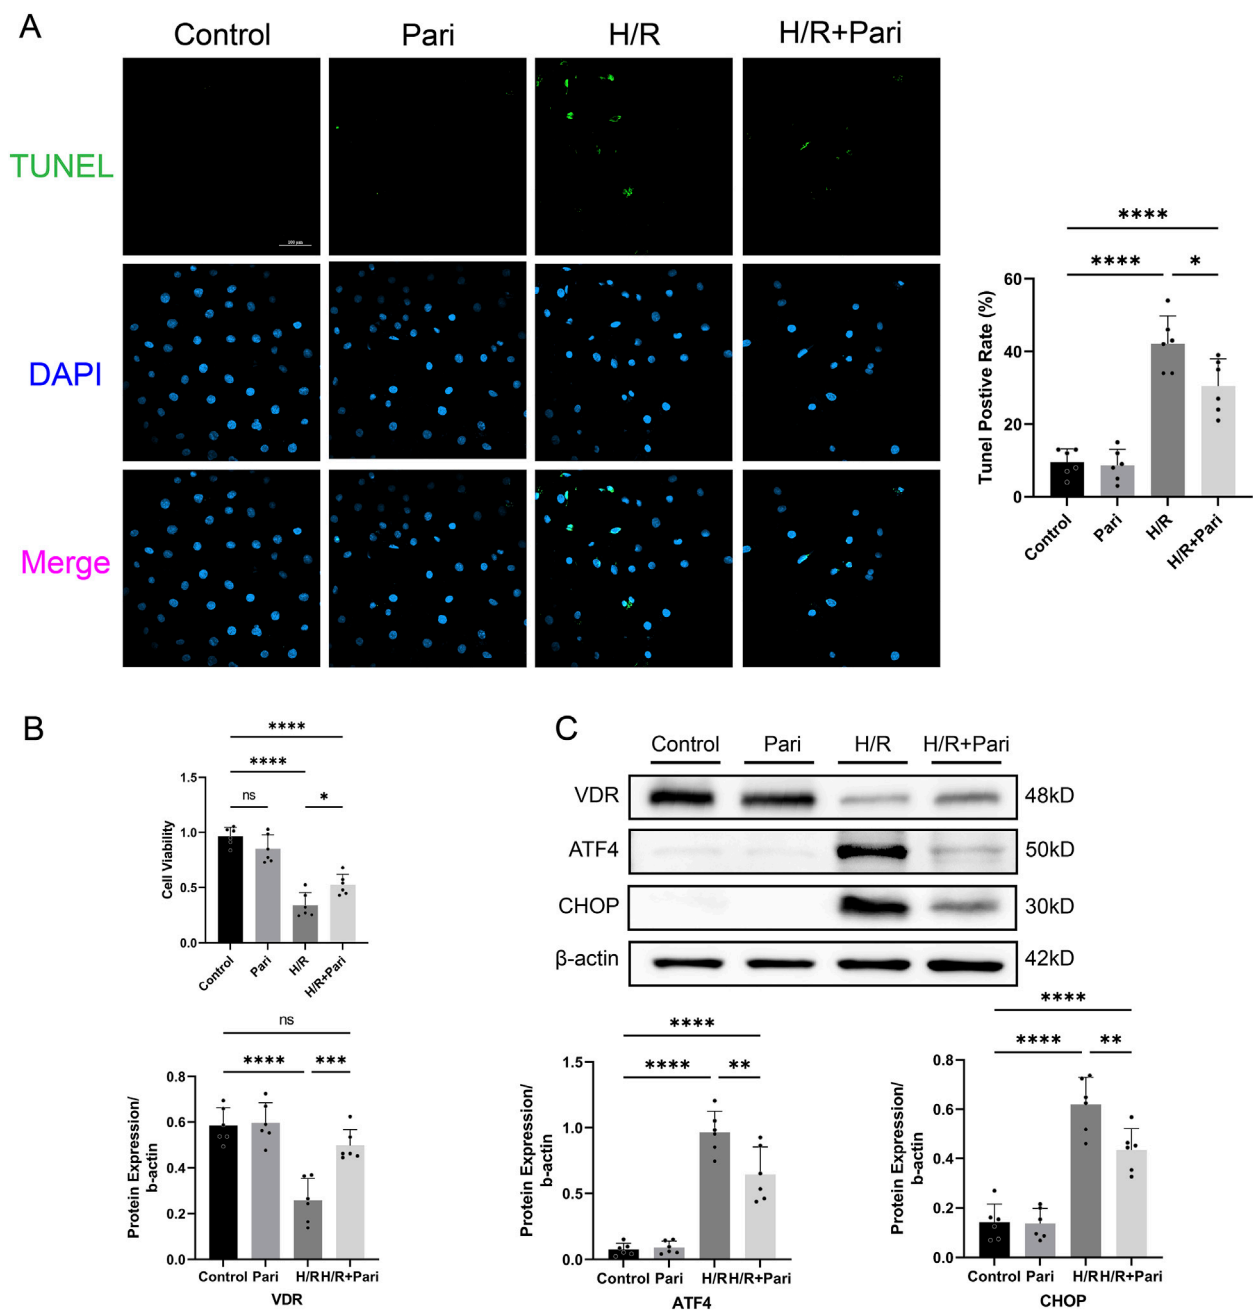 A
Control Pari H/R H/R+Pari
TUNEL
100 μm
DAPI
Merge
****
**** *
Tunel Postive Rate (%)
60
40
20
0
Control Pari H/R H/R+Pari
B
****
****
ns *
Cell Viability
1.5
1.0
0.5
0.0
Control Pari H/R H/R+Pari
C
Control Pari H/R H/R+Pari
VDR 48kD
ATF4 50kD
CHOP 30kD
β-actin 42kD
ns
**** ***
Protein Expression/
b-actin
0.8
0.6
0.4
0.2
0.0
Control Pari H/R H/R+Pari
VDR
****
**** **
Protein Expression/
b-actin
1.5
1.0
0.5
0.0
Control Pari H/R H/R+Pari
ATF4
****
**** **
Protein Expression/
b-actin
0.8
0.6
0.4
0.2
0.0
Control Pari H/R H/R+Pari
CHOP